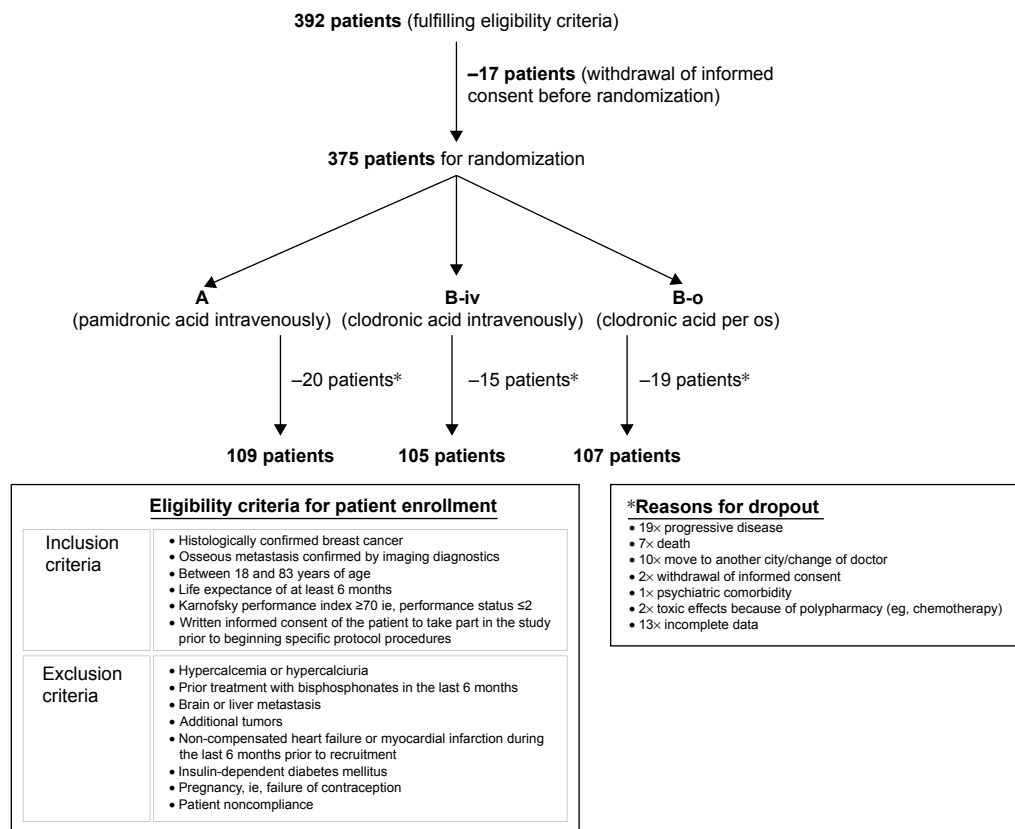 392 patients (fulfilling eligibility criteria)
–17 patients (withdrawal of informed
consent before randomization)
375 patients for randomization
A
(pamidronic acid intravenously)
B-iv
(clodronic acid intravenously)
B-o
(clodronic acid per os)
–20 patients*
–15 patients*
–19 patients*
109 patients
105 patients
107 patients
Eligibility criteria for patient enrollment
Inclusion
criteria
• Histologically confirmed breast cancer
• Osseous metastasis confirmed by imaging diagnostics
• Between 18 and 83 years of age
• Life expectance of at least 6 months
• Karnofsky performance index ≥70 ie, performance status ≤2
• Written informed consent of the patient to take part in the study
prior to beginning specific protocol procedures
Exclusion
criteria
• Hypercalcemia or hypercalciuria
• Prior treatment with bisphosphonates in the last 6 months
• Brain or liver metastasis
• Additional tumors
• Non-compensated heart failure or myocardial infarction during
the last 6 months prior to recruitment
• Insulin-dependent diabetes mellitus
• Pregnancy, ie, failure of contraception
• Patient noncompliance
*Reasons for dropout
• 19× progressive disease
• 7× death
• 10× move to another city/change of doctor
• 2× withdrawal of informed consent
• 1× psychiatric comorbidity
• 2× toxic effects because of polypharmacy (eg, chemotherapy)
• 13× incomplete data